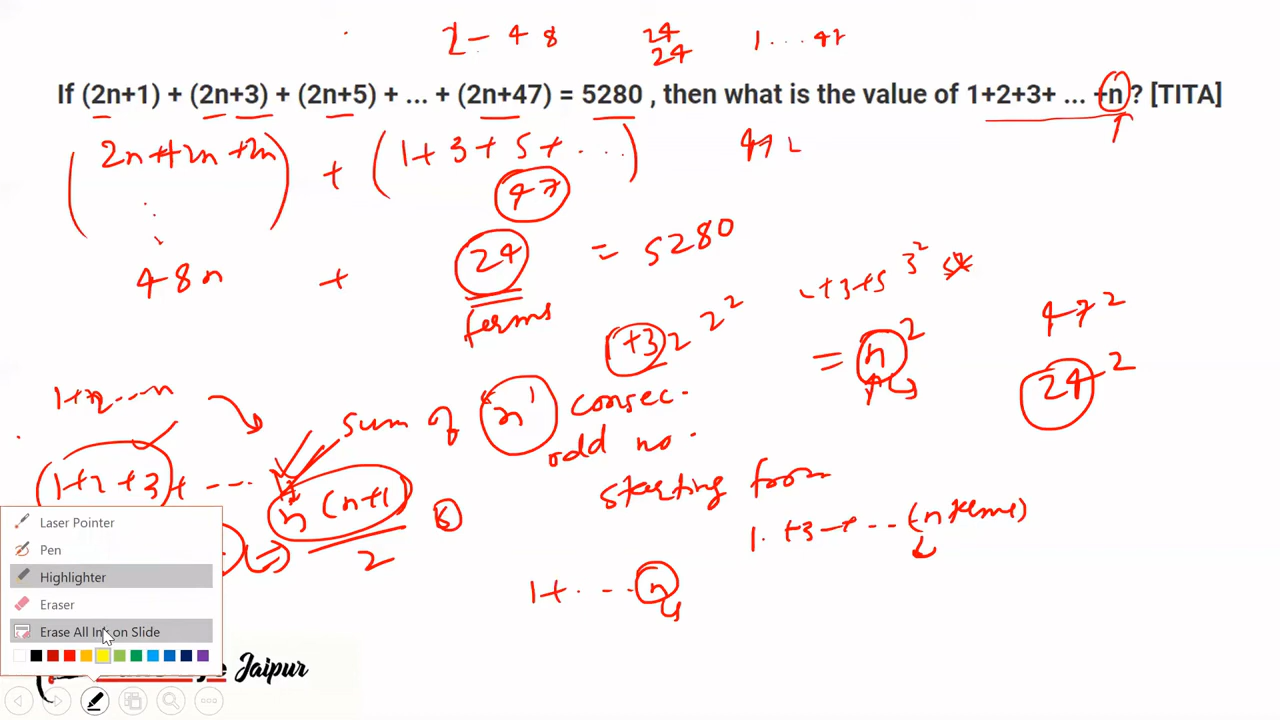 2 - 48 24 1 . . . 47
24
If (2n+1) + (2n+3) + (2n+5) + ... + (2n+47) = 5280 , then what is the value of 1+2+3+ ... +n ? [TITA]
(2n + 2n + 2n) + (1 + 3 + 5 + ...) 47
47
48n + 24 = 5280
terms
1+3+5 3²
1+3 2 2² = n² 47²
24²
1+2...n
sum of "n" consec.
odd no.
starting from
1+2+3 + ... n
n (n+1)
2
1 . +3 + ... (n terms)
1 + . ... n
Laser Pointer
Pen
Highlighter
Eraser
Erase All Ink on Slide
Jaipur